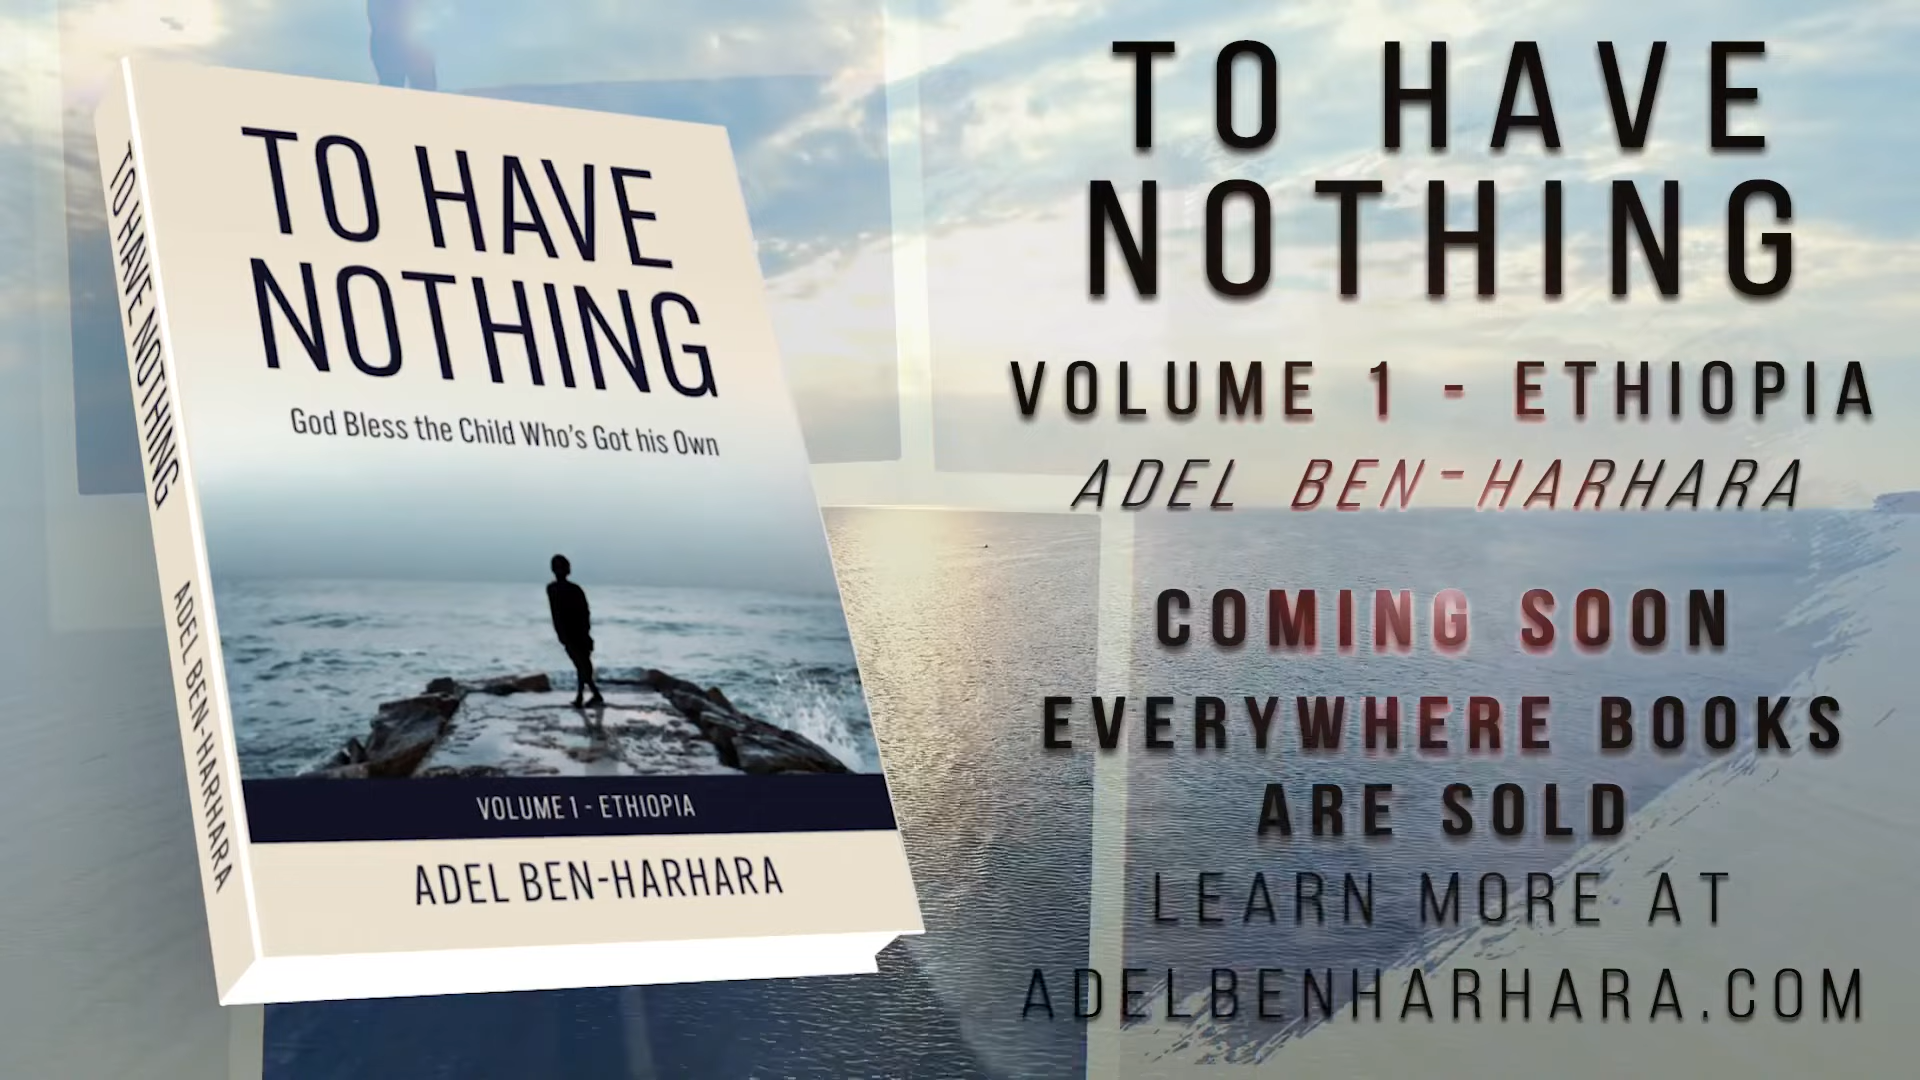 TO HAVE NOTHING
ADEL BEN-HARHARA
TO HAVE
NOTHING
God Bless the Child Who's Got his Own
VOLUME 1 - ETHIOPIA
ADEL BEN-HARHARA
TO HAVE
NOTHING
VOLUME 1 - ETHIOPIA
ADEL BEN-HARHARA
COMING SOON
EVERYWHERE BOOKS
ARE SOLD
LEARN MORE AT
ADELBENHARHARA.COM